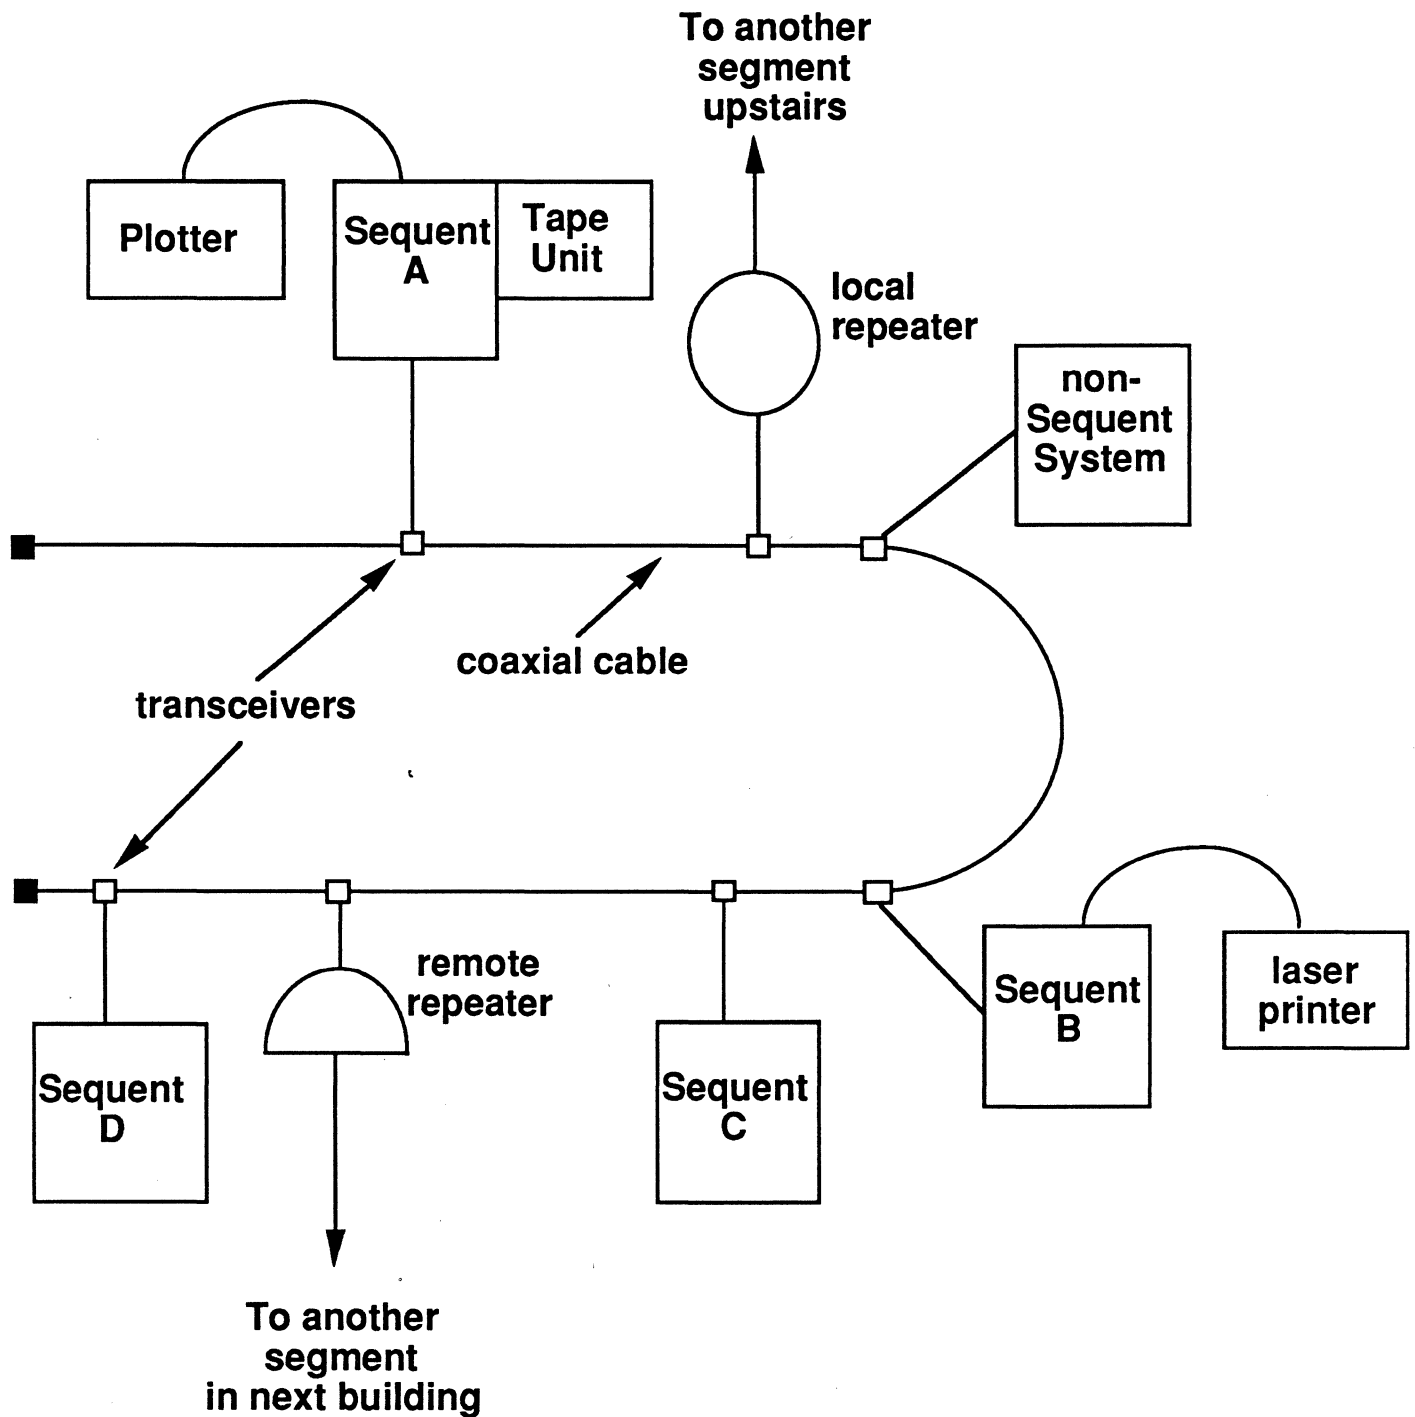 To another
segment
upstairs
Plotter
Sequent
A
Tape
Unit
local
repeater
non-
Sequent
System
coaxial cable
transceivers
remote
repeater
Sequent
B
laser
printer
Sequent
D
Sequent
C
To another
segment
in next building